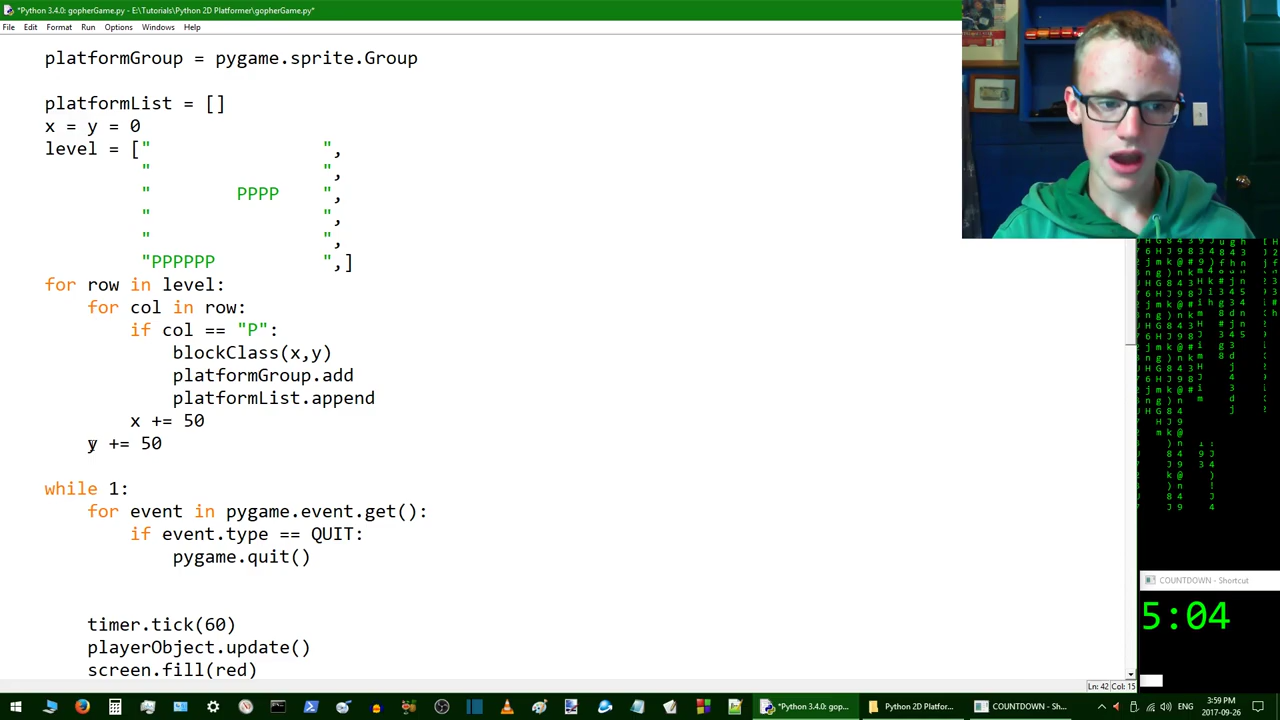 *Python 3.4.0: gopherGame.py - E:\Tutorials\Python 2D Platformer\gopherGame.py*
File Edit Format Run Options Windows Help
platformGroup = pygame.sprite.Group
platformList = []
x = y = 0
level = ["                ",
"                ",
"        PPPP    ",
"                ",
"                ",
"PPPPPP          ",]
for row in level:
    for col in row:
        if col == "P":
            blockClass(x,y)
            platformGroup.add
            platformList.append
        x += 50
    y += 50
while 1:
    for event in pygame.event.get():
        if event.type == QUIT:
            pygame.quit()
    timer.tick(60)
    playerObject.update()
    screen.fill(red)
Ln: 42 Col: 15
COUNTDOWN - Shortcut
5:04
*Python 3.4.0: gop...
Python 2D Platfor...
COUNTDOWN - Sh...
ENG
3:59 PM
2017-09-26